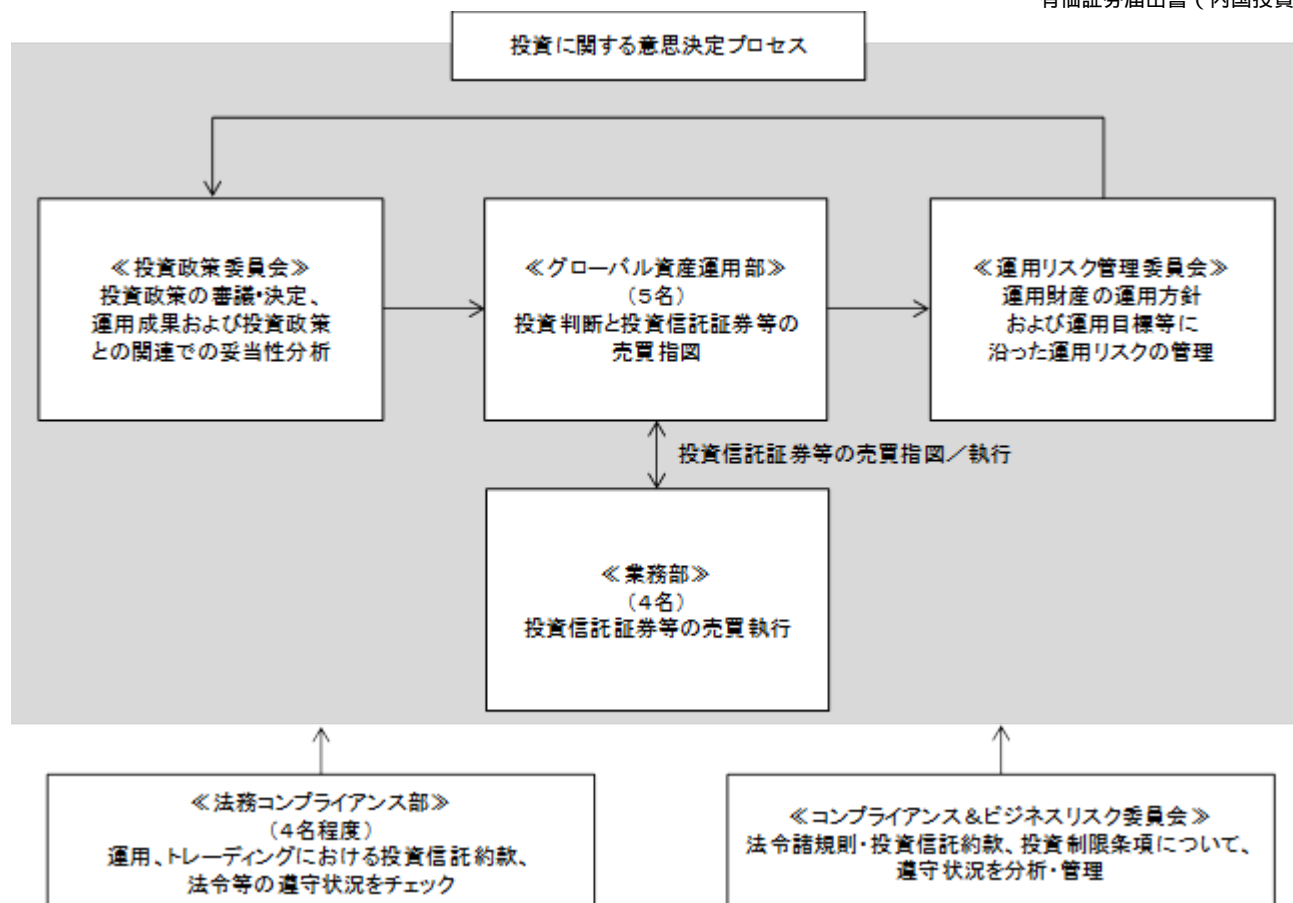 有価証券届出書（内国投資
投資に関する意思決定プロセス
≪投資政策委員会≫
投資政策の審議・決定、
運用成果および投資政策
との関連での妥当性分析
≪グローバル資産運用部≫
（5名）
投資判断と投資信託証券等の
売買指図
≪運用リスク管理委員会≫
運用財産の運用方針
および運用目標等に
沿った運用リスクの管理
投資信託証券等の売買指図／執行
≪業務部≫
（4名）
投資信託証券等の売買執行
≪法務コンプライアンス部≫
（4名程度）
運用、トレーディングにおける投資信託約款、
法令等の遵守状況をチェック
≪コンプライアンス＆ビジネスリスク委員会≫
法令諸規則・投資信託約款、投資制限条項について、
遵守状況を分析・管理